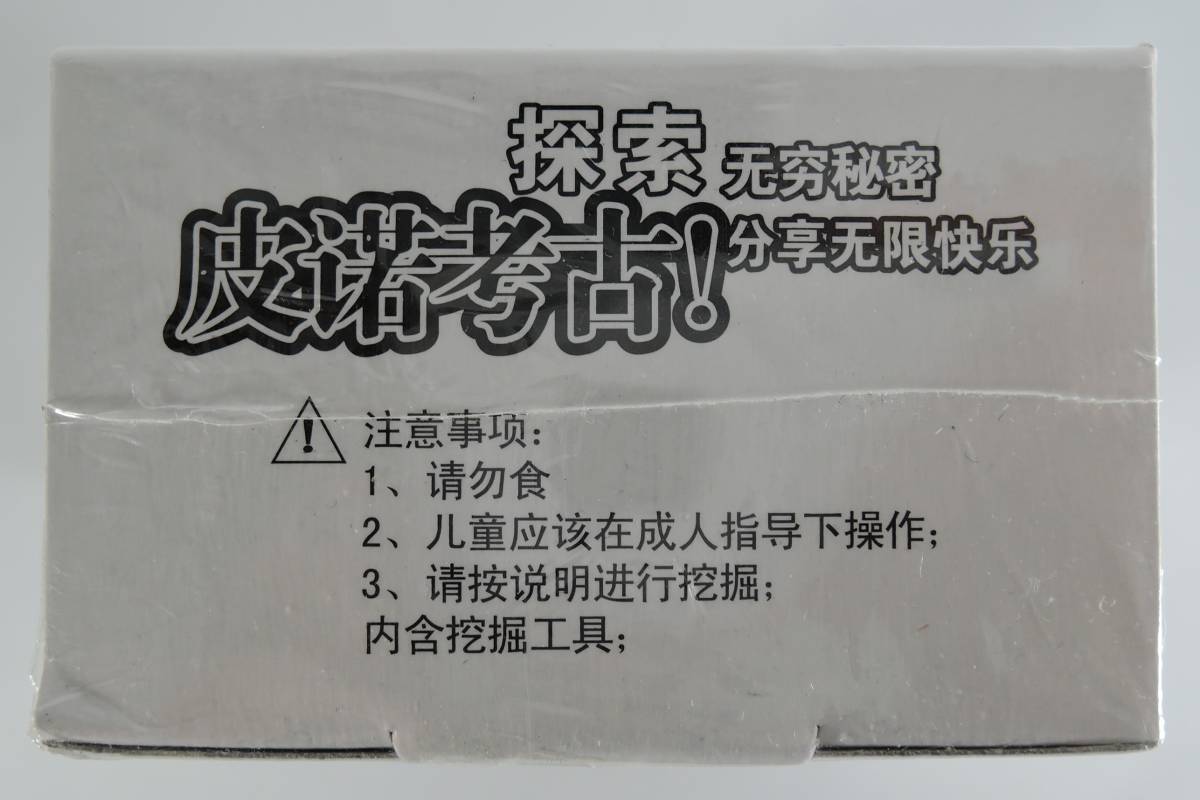 探索 无穷秘密
皮诺考古! 分享无限快乐
注意事项:
1、请勿食
2、儿童应该在成人指导下操作;
3、请按说明进行挖掘;
内含挖掘工具;